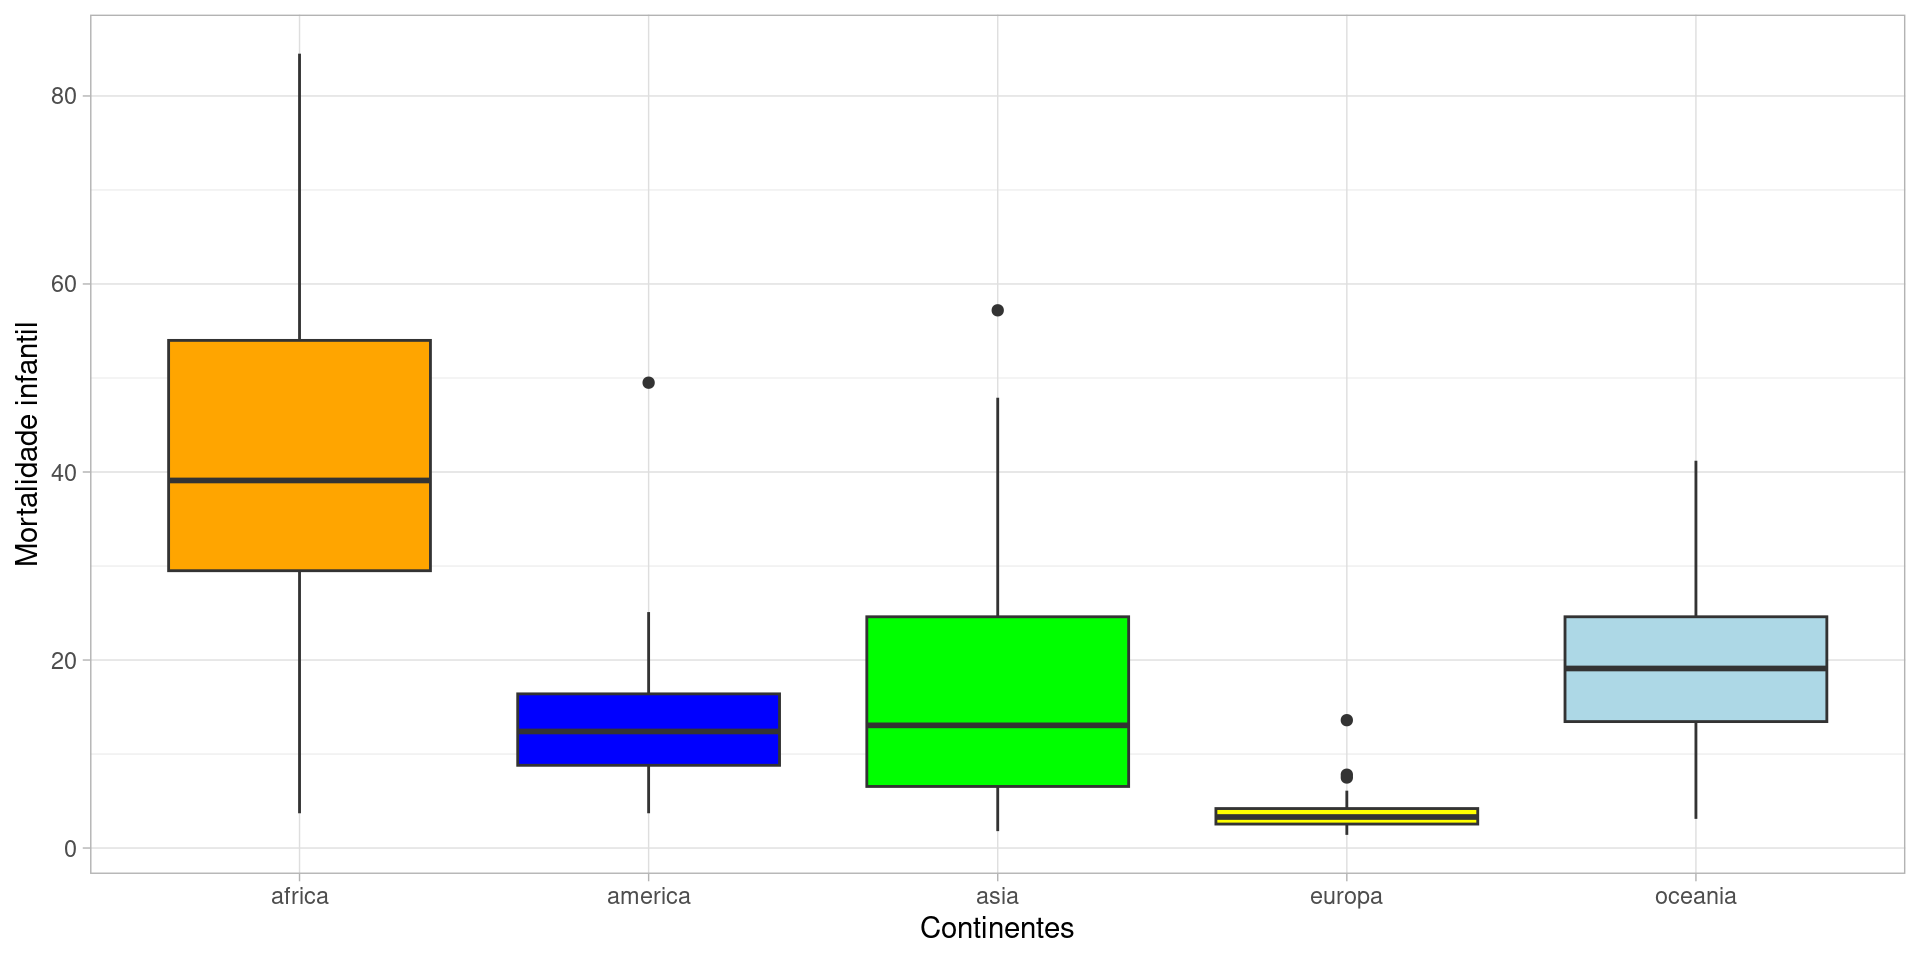 Mortalidade infantil
80
60
40
20
0
africa
america
asia
europa
oceania
Continentes